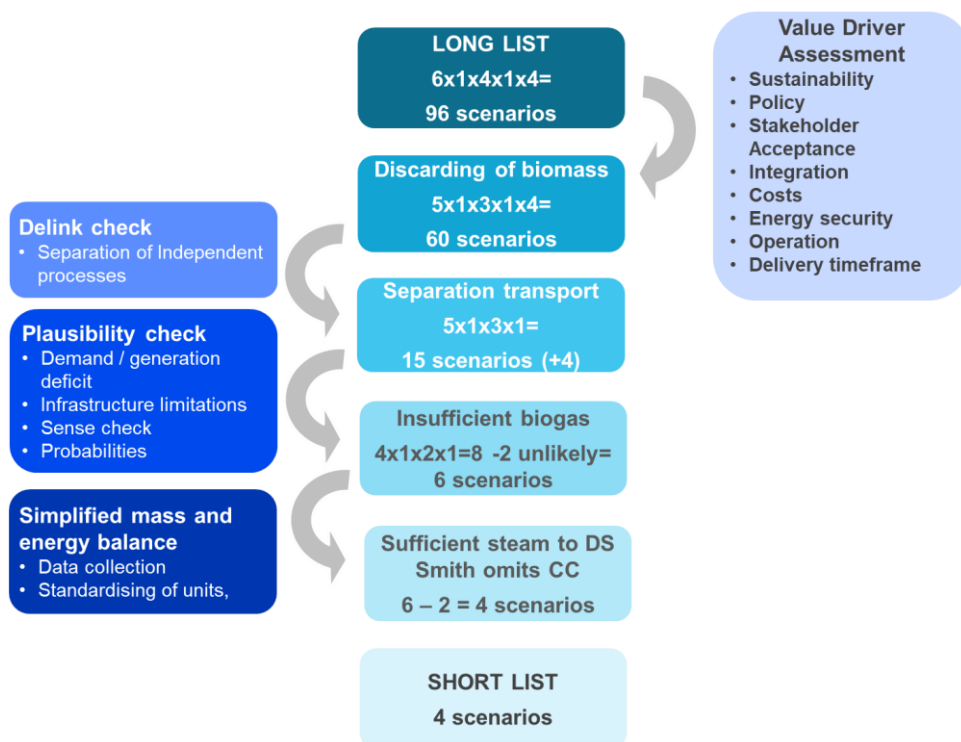 LONG LIST
6x1x4x1x4=
96 scenarios
Value Driver
Assessment
• Sustainability
• Policy
• Stakeholder
Acceptance
• Integration
• Costs
• Energy security
• Operation
• Delivery timeframe
Discarding of biomass
5x1x3x1x4=
60 scenarios
Delink check
• Separation of Independent
processes
Separation transport
5x1x3x1=
15 scenarios (+4)
Plausibility check
• Demand / generation
deficit
• Infrastructure limitations
• Sense check
• Probabilities
Insufficient biogas
4x1x2x1=8 -2 unlikely=
6 scenarios
Simplified mass and
energy balance
• Data collection
• Standardising of units,
Sufficient steam to DS
Smith omits CC
6 – 2 = 4 scenarios
SHORT LIST
4 scenarios